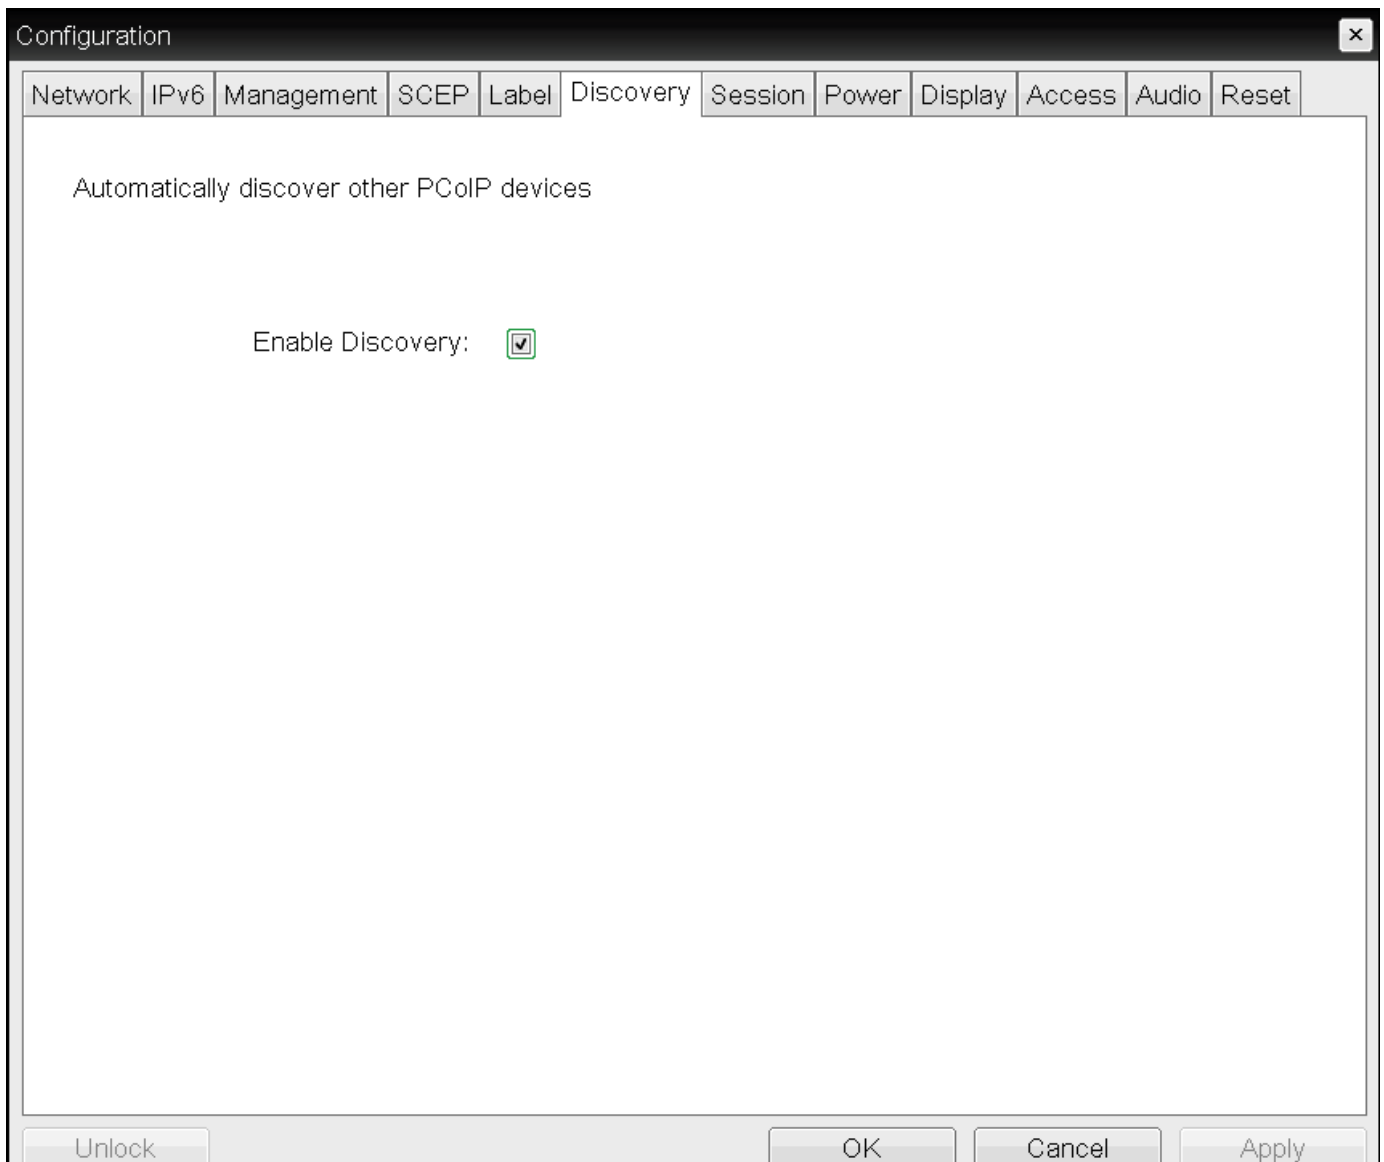 Configuration
Network IPv6 Management SCEP Label Discovery Session Power Display Access Audio Reset
Automatically discover other PCoIP devices
Enable Discovery:
Unlock OK Cancel Apply